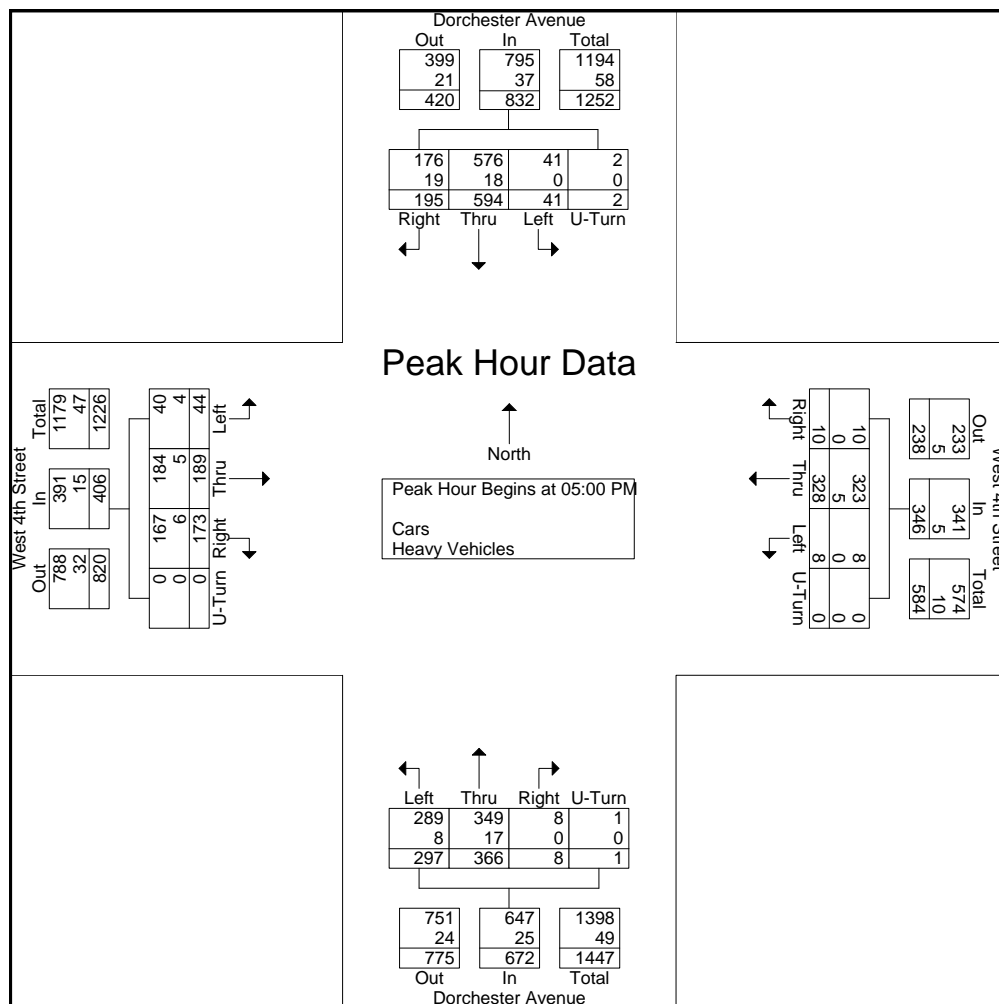 Dorchester Avenue
Out In Total
399 795 1194
21 37 58
420 832 1252
176 576 41 2
19 18 0 0
195 594 41 2
Right Thru Left U-Turn
Peak Hour Data
North
Peak Hour Begins at 05:00 PM
Cars
Heavy Vehicles
West 4th Street
Total In Out
1179 391 788
47 15 32
1226 406 820
40 184 167 0
4 5 6 0
44 189 173 0
Left Thru Right U-Turn
West 4th Street
Out In Total
233 341 574
5 5 10
238 346 584
10 323 8 0
0 5 0 0
10 328 8 0
Right Thru Left U-Turn
Left Thru Right U-Turn
289 349 8 1
8 17 0 0
297 366 8 1
751 647 1398
24 25 49
775 672 1447
Out In Total
Dorchester Avenue